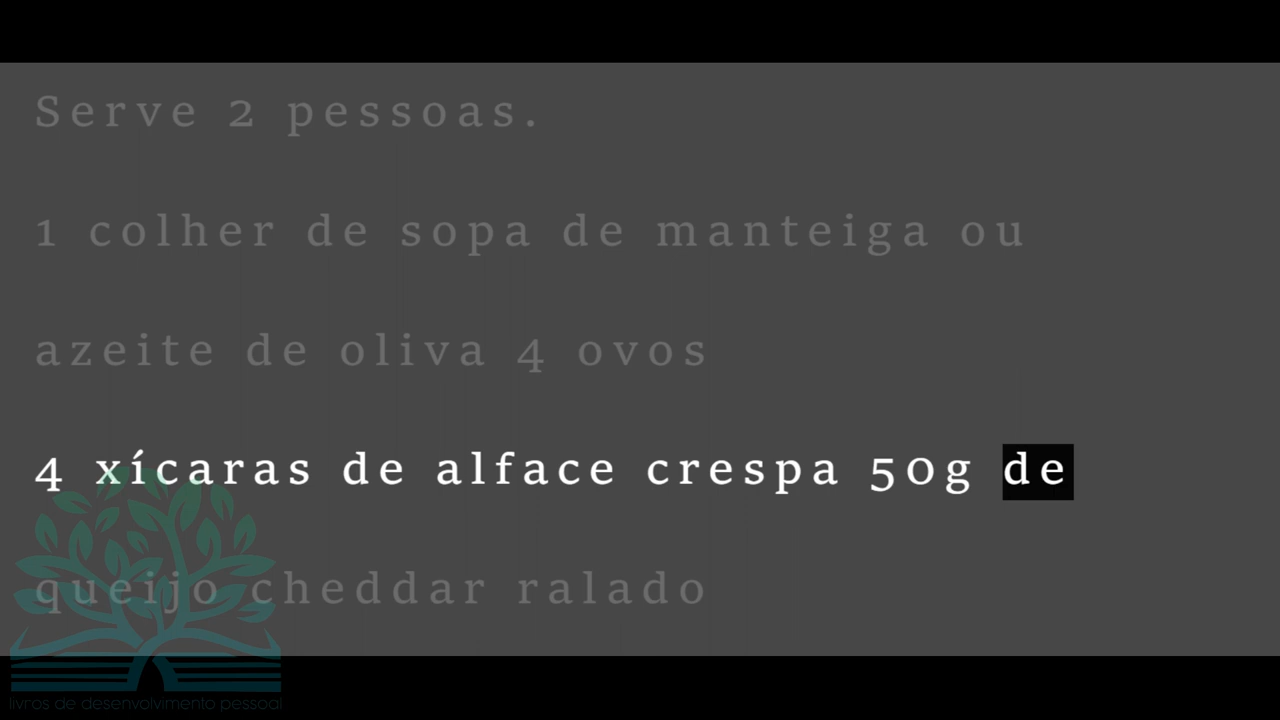 Serve 2 pessoas.
1 colher de sopa de manteiga ou
azeite de oliva 4 ovos
4 xícaras de alface crespa 50g de
queijo cheddar ralado
livros de desenvolvimento pessoal